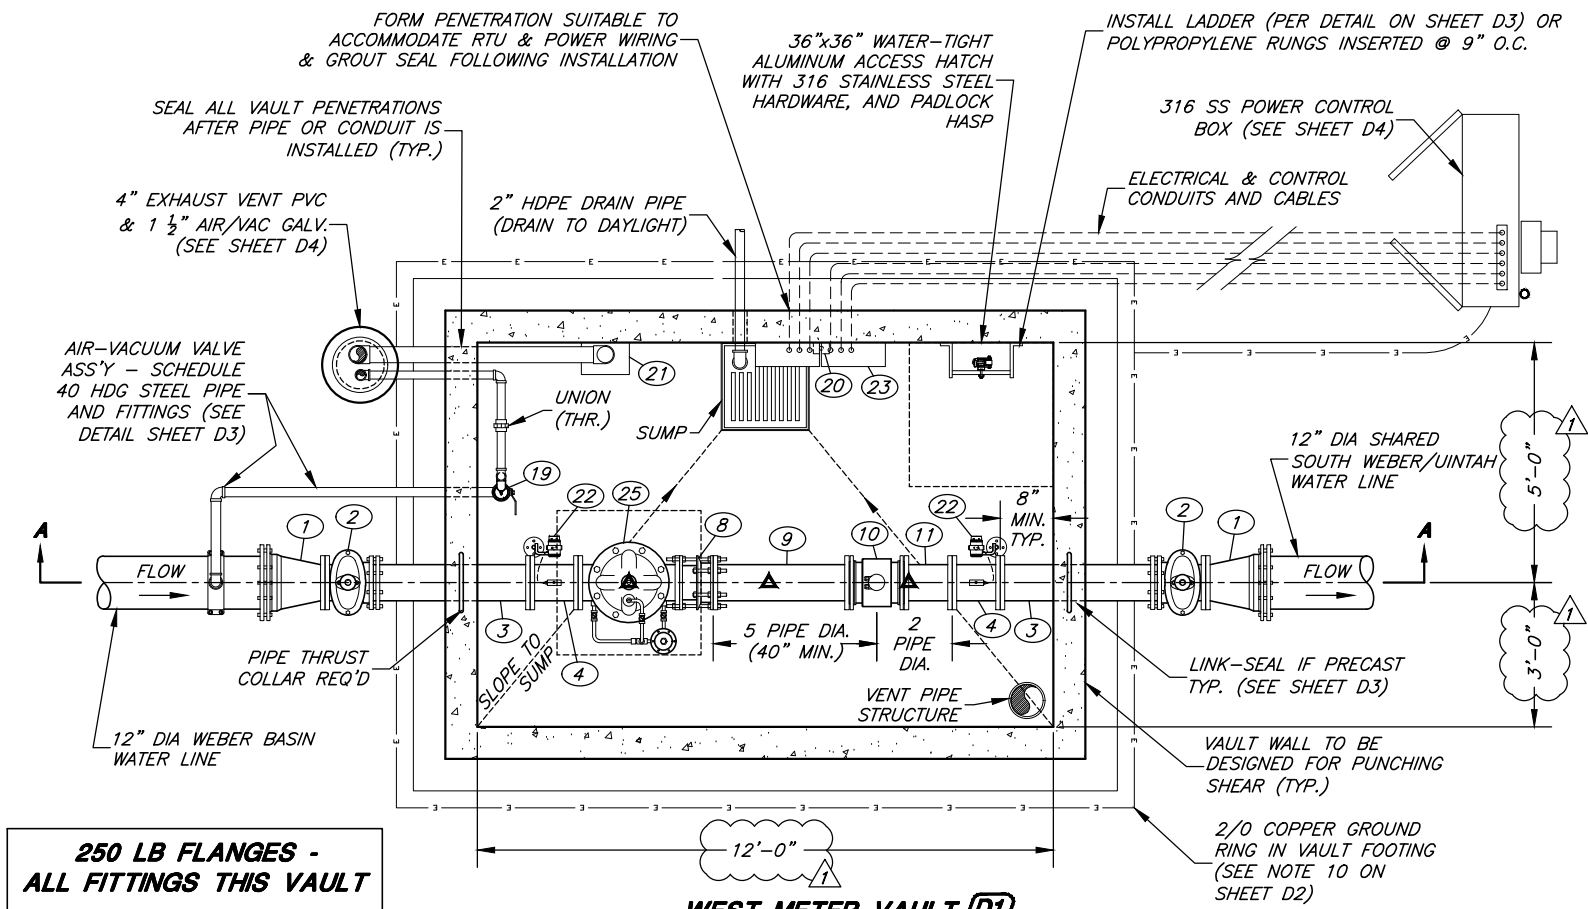 FORM PENETRATION SUITABLE TO
ACCOMMODATE RTU & POWER WIRING
& GROUT SEAL FOLLOWING INSTALLATION
36"x36" WATER-TIGHT
ALUMINUM ACCESS HATCH
WITH 316 STAINLESS STEEL
HARDWARE, AND PADLOCK
HASP
INSTALL LADDER (PER DETAIL ON SHEET D3) OR
POLYPROPYLENE RUNGS INSERTED @ 9" O.C.
SEAL ALL VAULT PENETRATIONS
AFTER PIPE OR CONDUIT IS
INSTALLED (TYP.)
316 SS POWER CONTROL
BOX (SEE SHEET D4)
4" EXHAUST VENT PVC
& 1 1/2" AIR/VAC GALV.
(SEE SHEET D4)
2" HDPE DRAIN PIPE
(DRAIN TO DAYLIGHT)
ELECTRICAL & CONTROL
CONDUITS AND CABLES
E E E E E E
E E E
AIR-VACUUM VALVE
ASS'Y - SCHEDULE
40 HDG STEEL PIPE
AND FITTINGS (SEE
DETAIL SHEET D3)
21
20
23
UNION
(THR.)
SUMP
12" DIA SHARED
SOUTH WEBER/UINTAH
WATER LINE
5'-0"
1
19
22
25
8
9
10
11
22
8"
MIN.
TYP.
1
2
2
1
A
A
FLOW
FLOW
3
4
4
3
5 PIPE DIA.
(40" MIN.)
2
PIPE
DIA.
SLOPE TO
SUMP
PIPE THRUST
COLLAR REQ'D
VENT PIPE
STRUCTURE
LINK-SEAL IF PRECAST
TYP. (SEE SHEET D3)
3'-0"
1
12" DIA WEBER BASIN
WATER LINE
VAULT WALL TO BE
DESIGNED FOR PUNCHING
SHEAR (TYP.)
E E E E E E E E E
12'-0"
1
2/0 COPPER GROUND
RING IN VAULT FOOTING
(SEE NOTE 10 ON
SHEET D2)
250 LB FLANGES -
ALL FITTINGS THIS VAULT
WEST METER VAULT D1